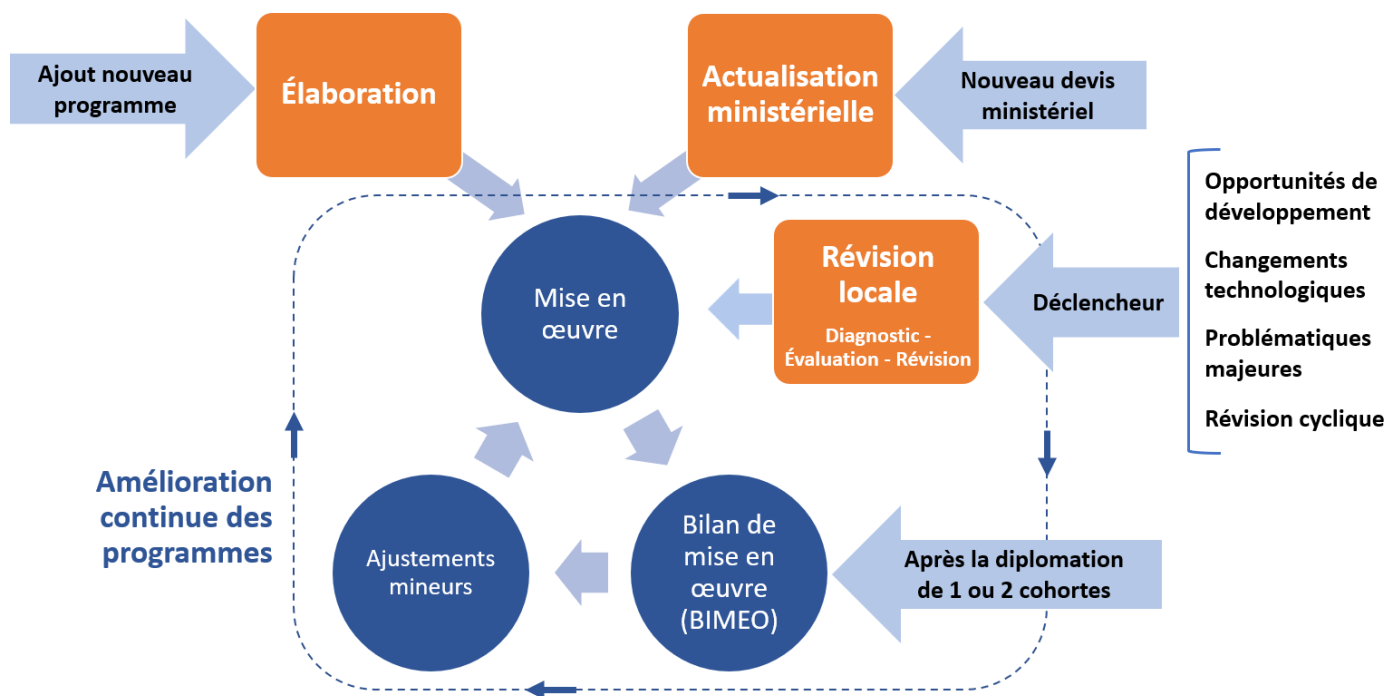 Ajout nouveau
programme
Élaboration
Actualisation
ministérielle
Nouveau devis
ministériel
Opportunités de
développement
Changements
technologiques
Problématiques
majeures
Révision cyclique
Déclencheur
Révision
locale
Diagnostic -
Évaluation - Révision
Mise en
œuvre
Amélioration
continue des
programmes
Ajustements
mineurs
Bilan de
mise en
œuvre
(BIMEO)
Après la diplomation
de 1 ou 2 cohortes